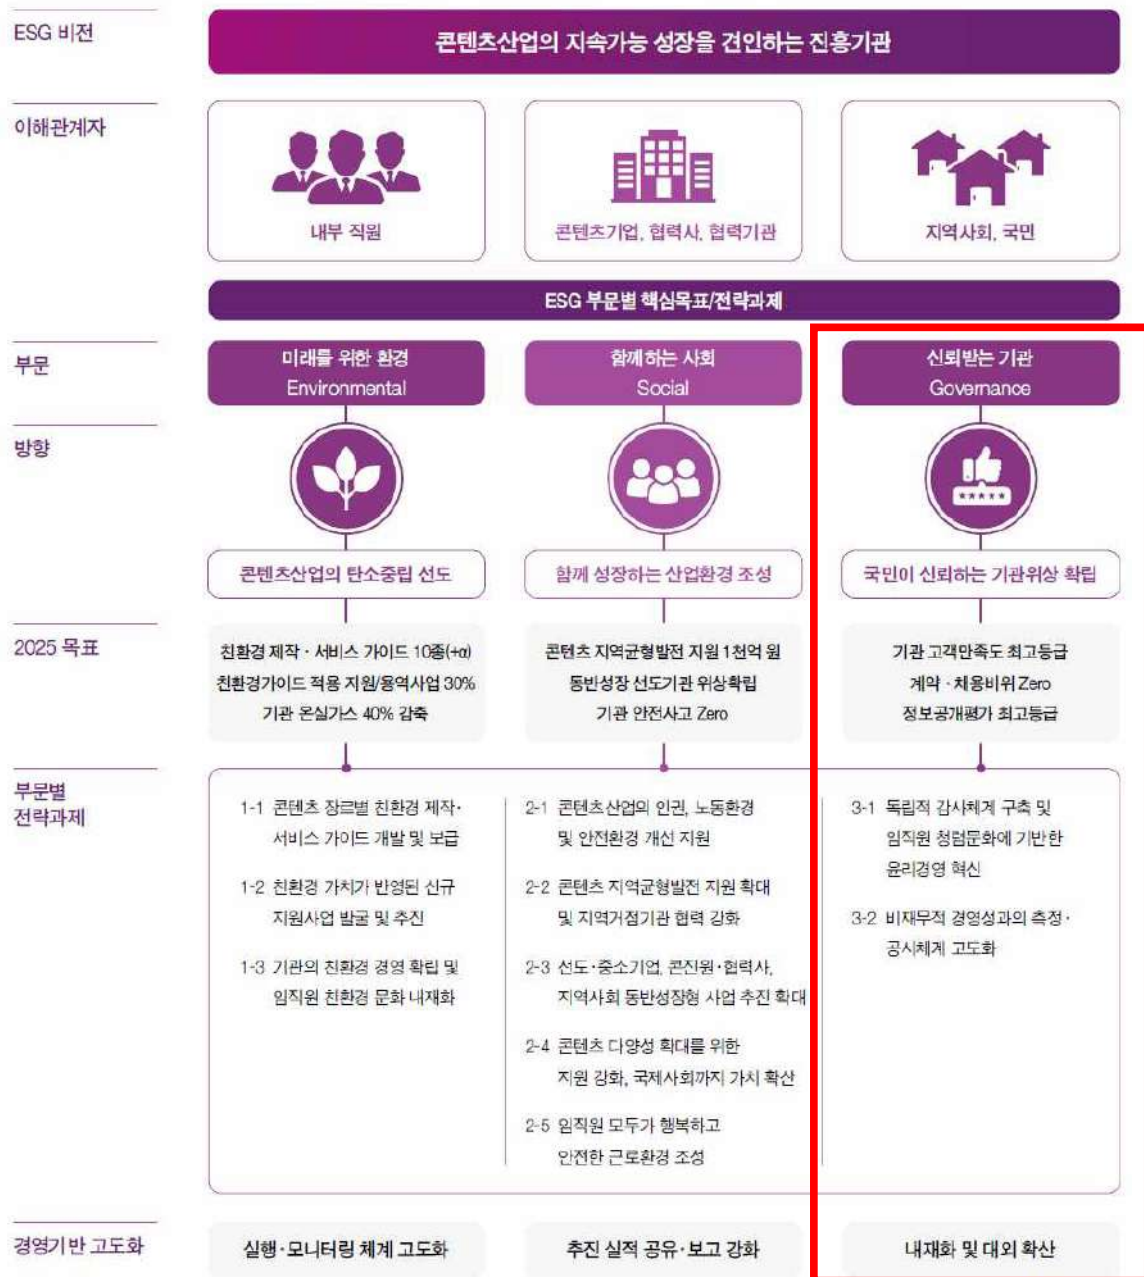 ESG 비전
콘텐츠산업의 지속가능 성장을 견인하는 진흥기관
이해관계자
내부 직원
콘텐츠기업, 협력사, 협력기관
지역사회, 국민
ESG 부문별 핵심목표/전략과제
부문
미래를 위한 환경
Environmental
함께하는 사회
Social
신뢰받는 기관
Governance
방향
콘텐츠산업의 탄소중립 선도
함께 성장하는 산업환경 조성
국민이 신뢰하는 기관위상 확립
2025 목표
친환경 제작·서비스 가이드 10종(+α)
친환경가이드 적용 지원/용역사업 30%
기관 온실가스 40% 감축
콘텐츠 지역균형발전 지원 1천억 원
동반성장 선도기관 위상확립
기관 안전사고 Zero
기관 고객만족도 최고등급
계약·채용비위 Zero
정보공개평가 최고등급
부문별
전략과제
1-1 콘텐츠 장르별 친환경 제작·
서비스 가이드 개발 및 보급
1-2 친환경 가치가 반영된 신규
지원사업 발굴 및 추진
1-3 기관의 친환경 경영 확립 및
임직원 친환경 문화 내재화
2-1 콘텐츠산업의 인권, 노동환경
및 안전환경 개선 지원
2-2 콘텐츠 지역균형발전 지원 확대
및 지역거점기관 협력 강화
2-3 선도·중소기업, 콘진원·협력사,
지역사회 동반성장형 사업 추진 확대
2-4 콘텐츠 다양성 확대를 위한
지원 강화, 국제사회까지 가치 확산
2-5 임직원 모두가 행복하고
안전한 근로환경 조성
3-1 독립적 감사체계 구축 및
임직원 청렴문화에 기반한
윤리경영 혁신
3-2 비재무적 경영성과의 측정·
공시체계 고도화
경영기반 고도화
실행·모니터링 체계 고도화
추진 실적 공유·보고 강화
내재화 및 대외 확산